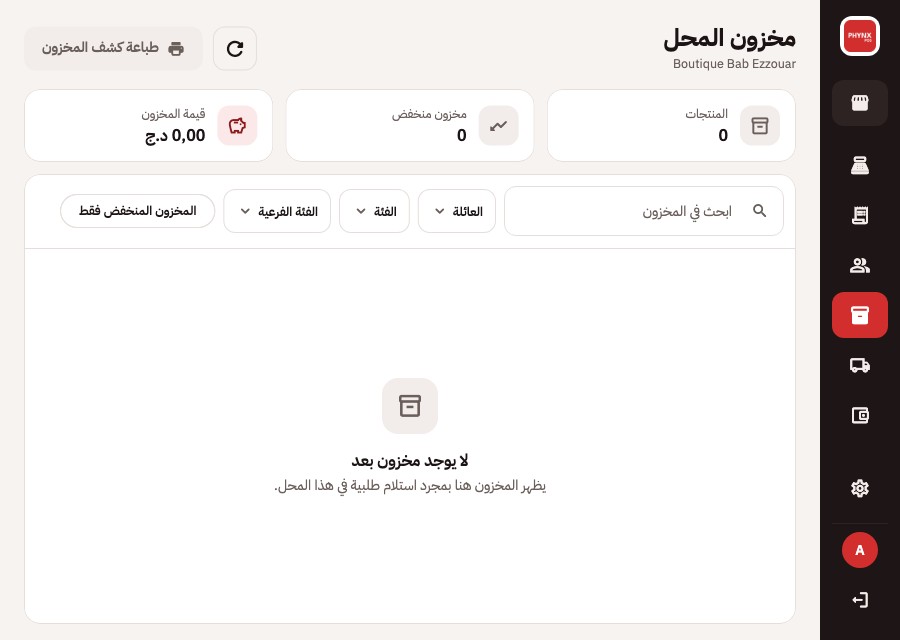 PHYNX
POS
مخزون المحل
Boutique Bab Ezzouar
طباعة كشف المخزون
المنتجات
0
مخزون منخفض
0
قيمة المخزون
0,00 د.ج
ابحث في المخزون
العائلة
الفئة
الفئة الفرعية
المخزون المنخفض فقط
لا يوجد مخزون بعد
يظهر المخزون هنا بمجرد استلام طلبية في هذا المحل.
A